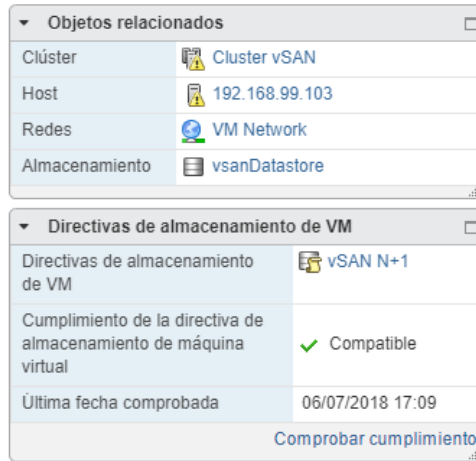 Objetos relacionados
Clúster Cluster vSAN
Host 192.168.99.103
Redes VM Network
Almacenamiento vsanDatastore
Directivas de almacenamiento de VM
Directivas de almacenamiento de VM vSAN N+1
Cumplimiento de la directiva de almacenamiento de máquina virtual Compatible
Última fecha comprobada 06/07/2018 17:09
Comprobar cumplimiento